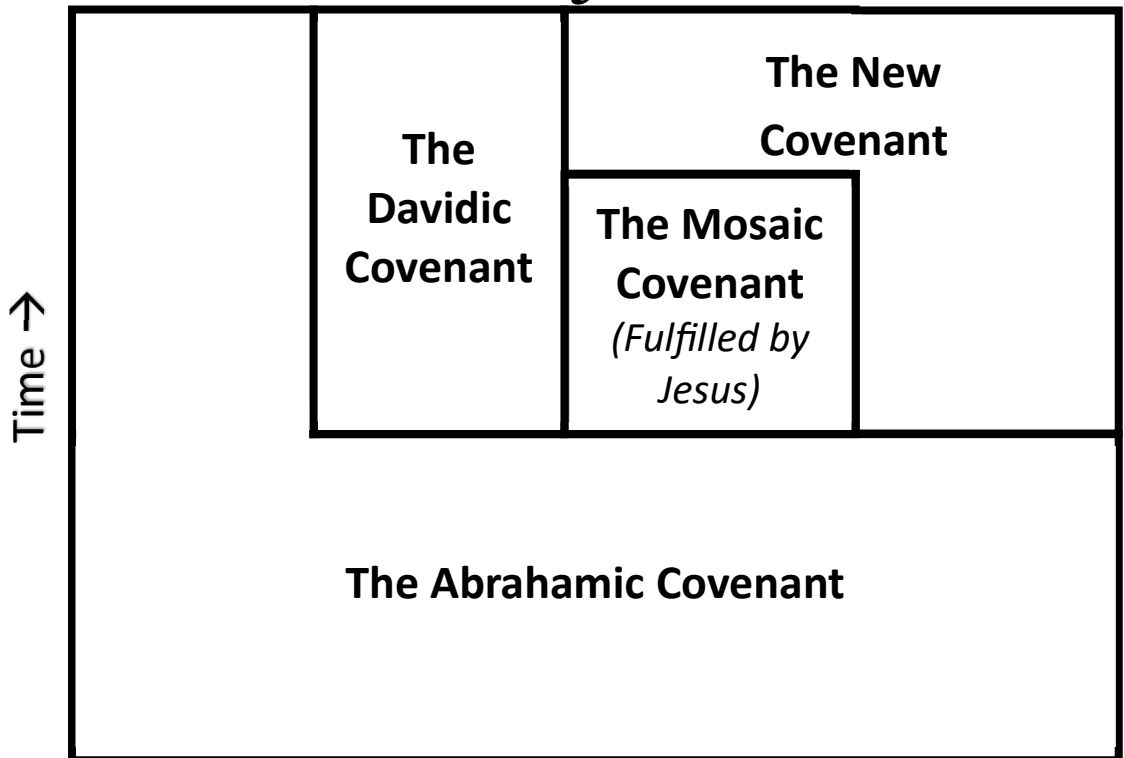 The New
Covenant
The
Davidic
Covenant
The Mosaic
Covenant
(Fulfilled by
Jesus)
Time →
The Abrahamic Covenant